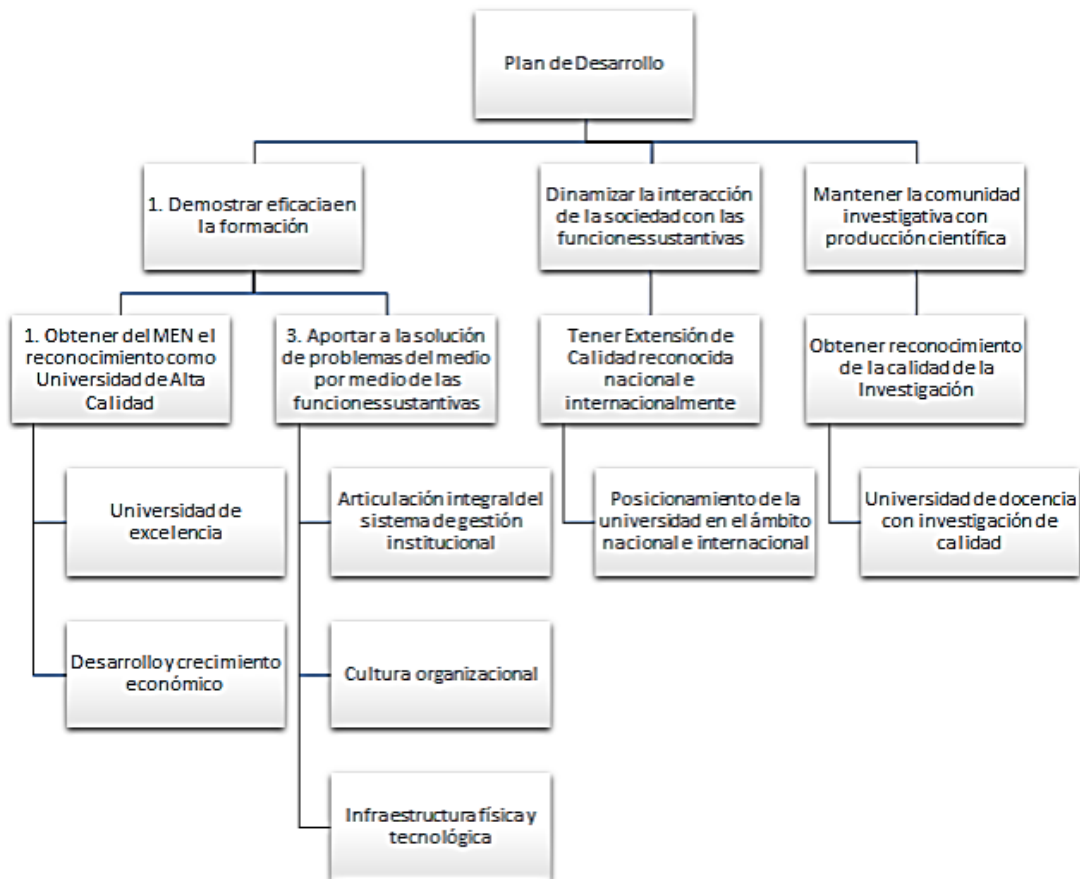 Plan de Desarrollo
1. Demostrar eficacia en
la formación
Dinamizar la interacción
de la sociedad con las
funciones sustantivas
Mantener la comunidad
investigativa con
producción científica
1. Obtener del MEN el
reconocimiento como
Universidad de Alta
Calidad
3. Aportar a la solución
de problemas del medio
por medio de las
funciones sustantivas
Tener Extensión de
Calidad reconocida
nacional e
internacionalmente
Obtener reconocimiento
de la calidad de la
Investigación
Universidad de
excelencia
Articulación integral del
sistema de gestión
institucional
Posicionamiento de la
universidad en el ámbito
nacional e internacional
Universidad de docencia
con investigación de
calidad
Desarrollo y crecimiento
económico
Cultura organizacional
Infraestructura física y
tecnológica